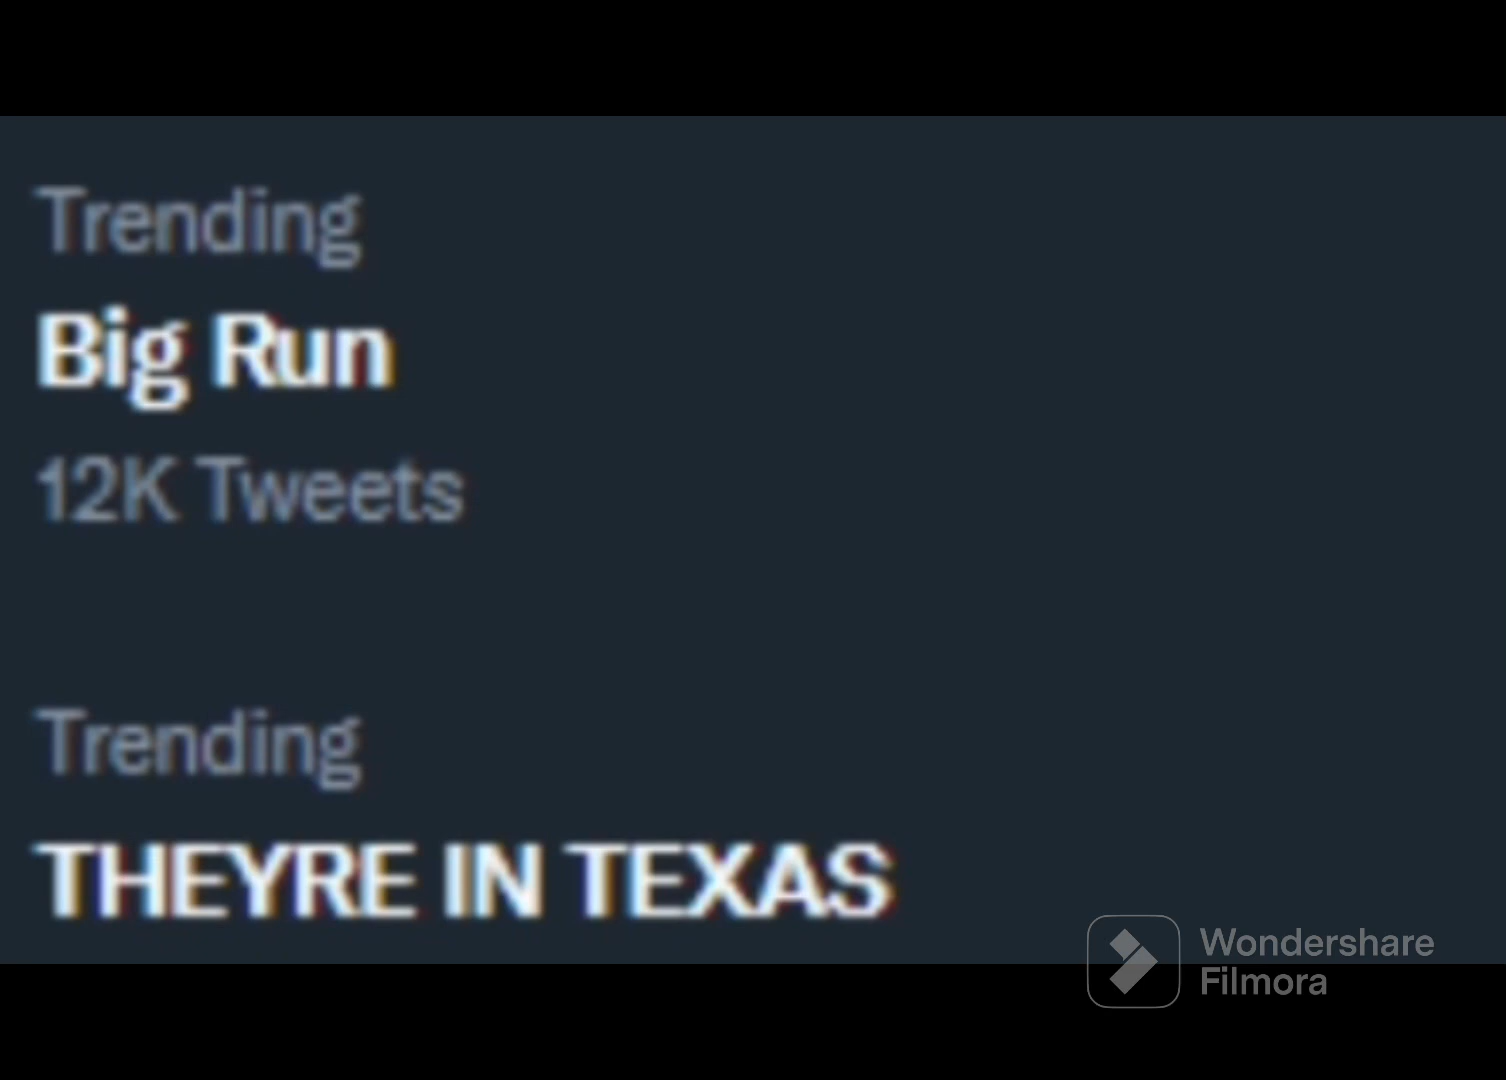 Trending
Big Run
12K Tweets
Trending
THEYRE IN TEXAS
Wondershare
Filmora